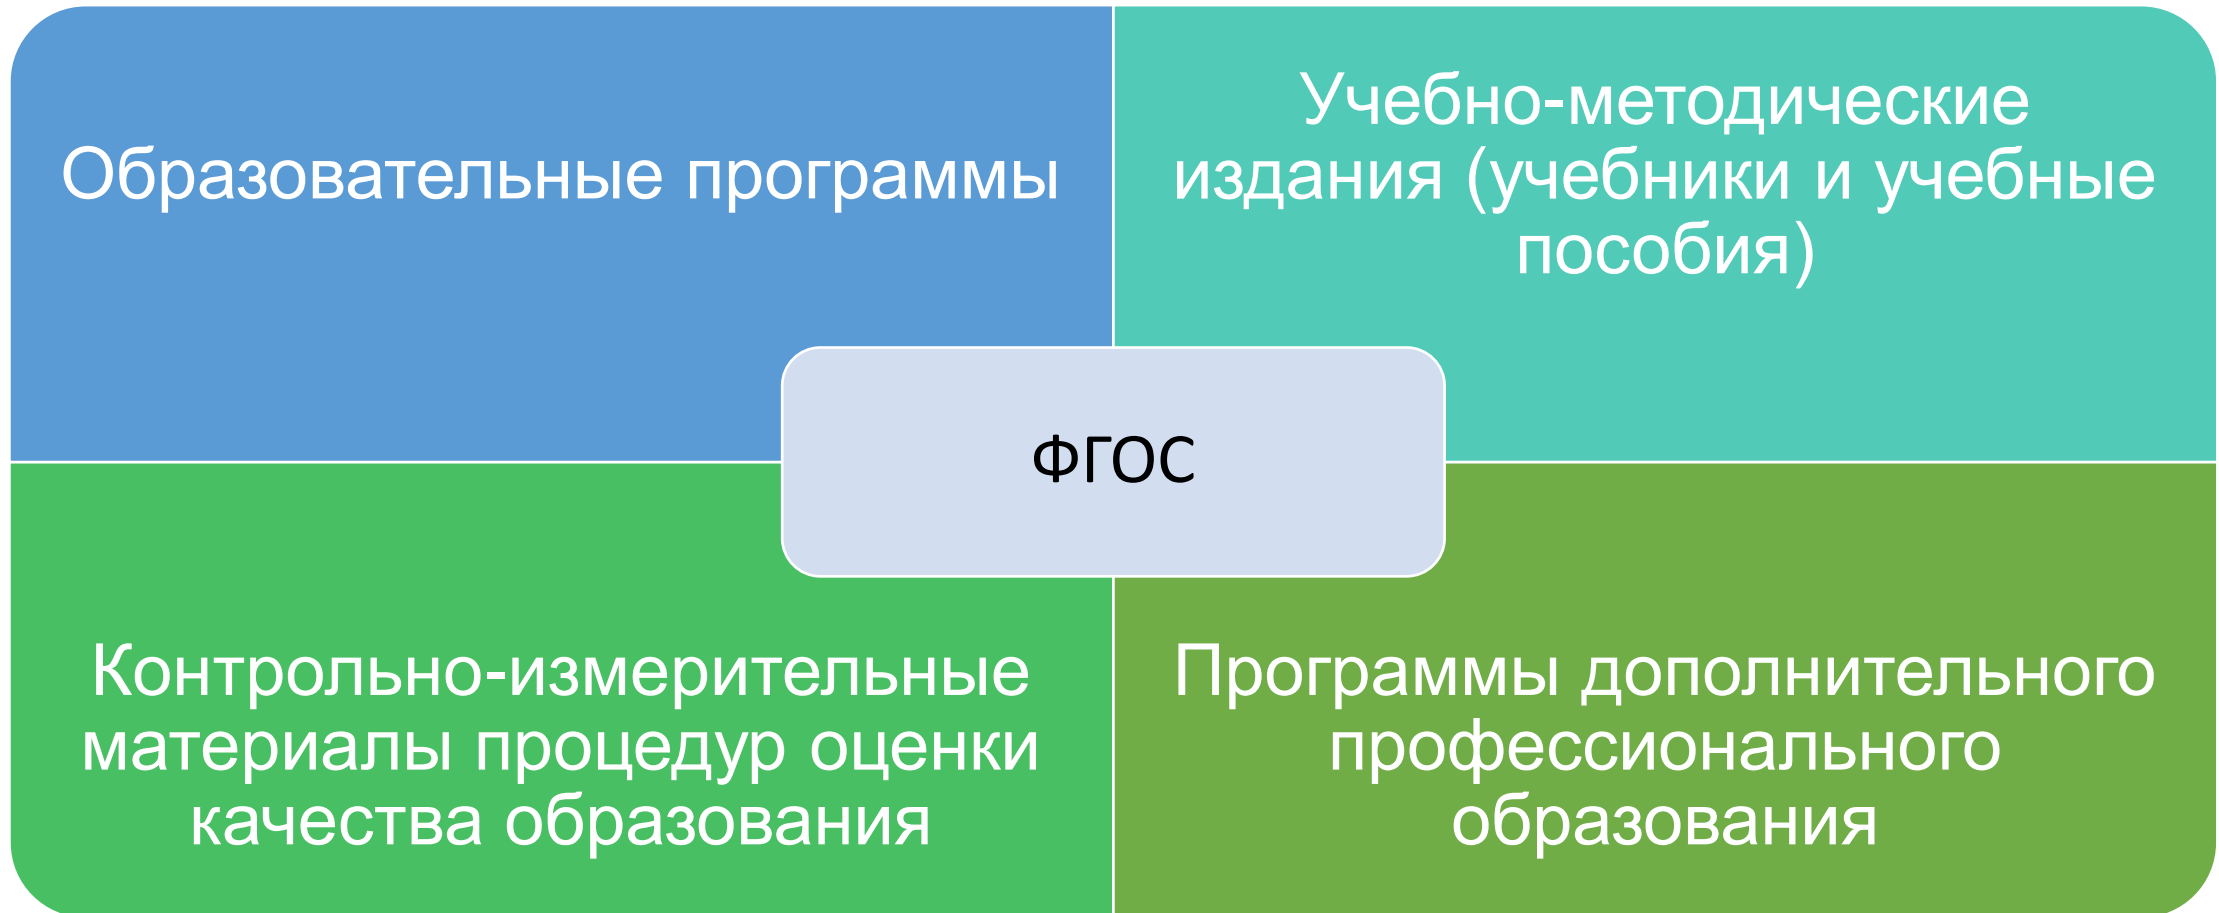 Образовательные программы
Учебно-методические
издания (учебники и учебные
пособия)
ФГОС
Контрольно-измерительные
материалы процедур оценки
качества образования
Программы дополнительного
профессионального
образования